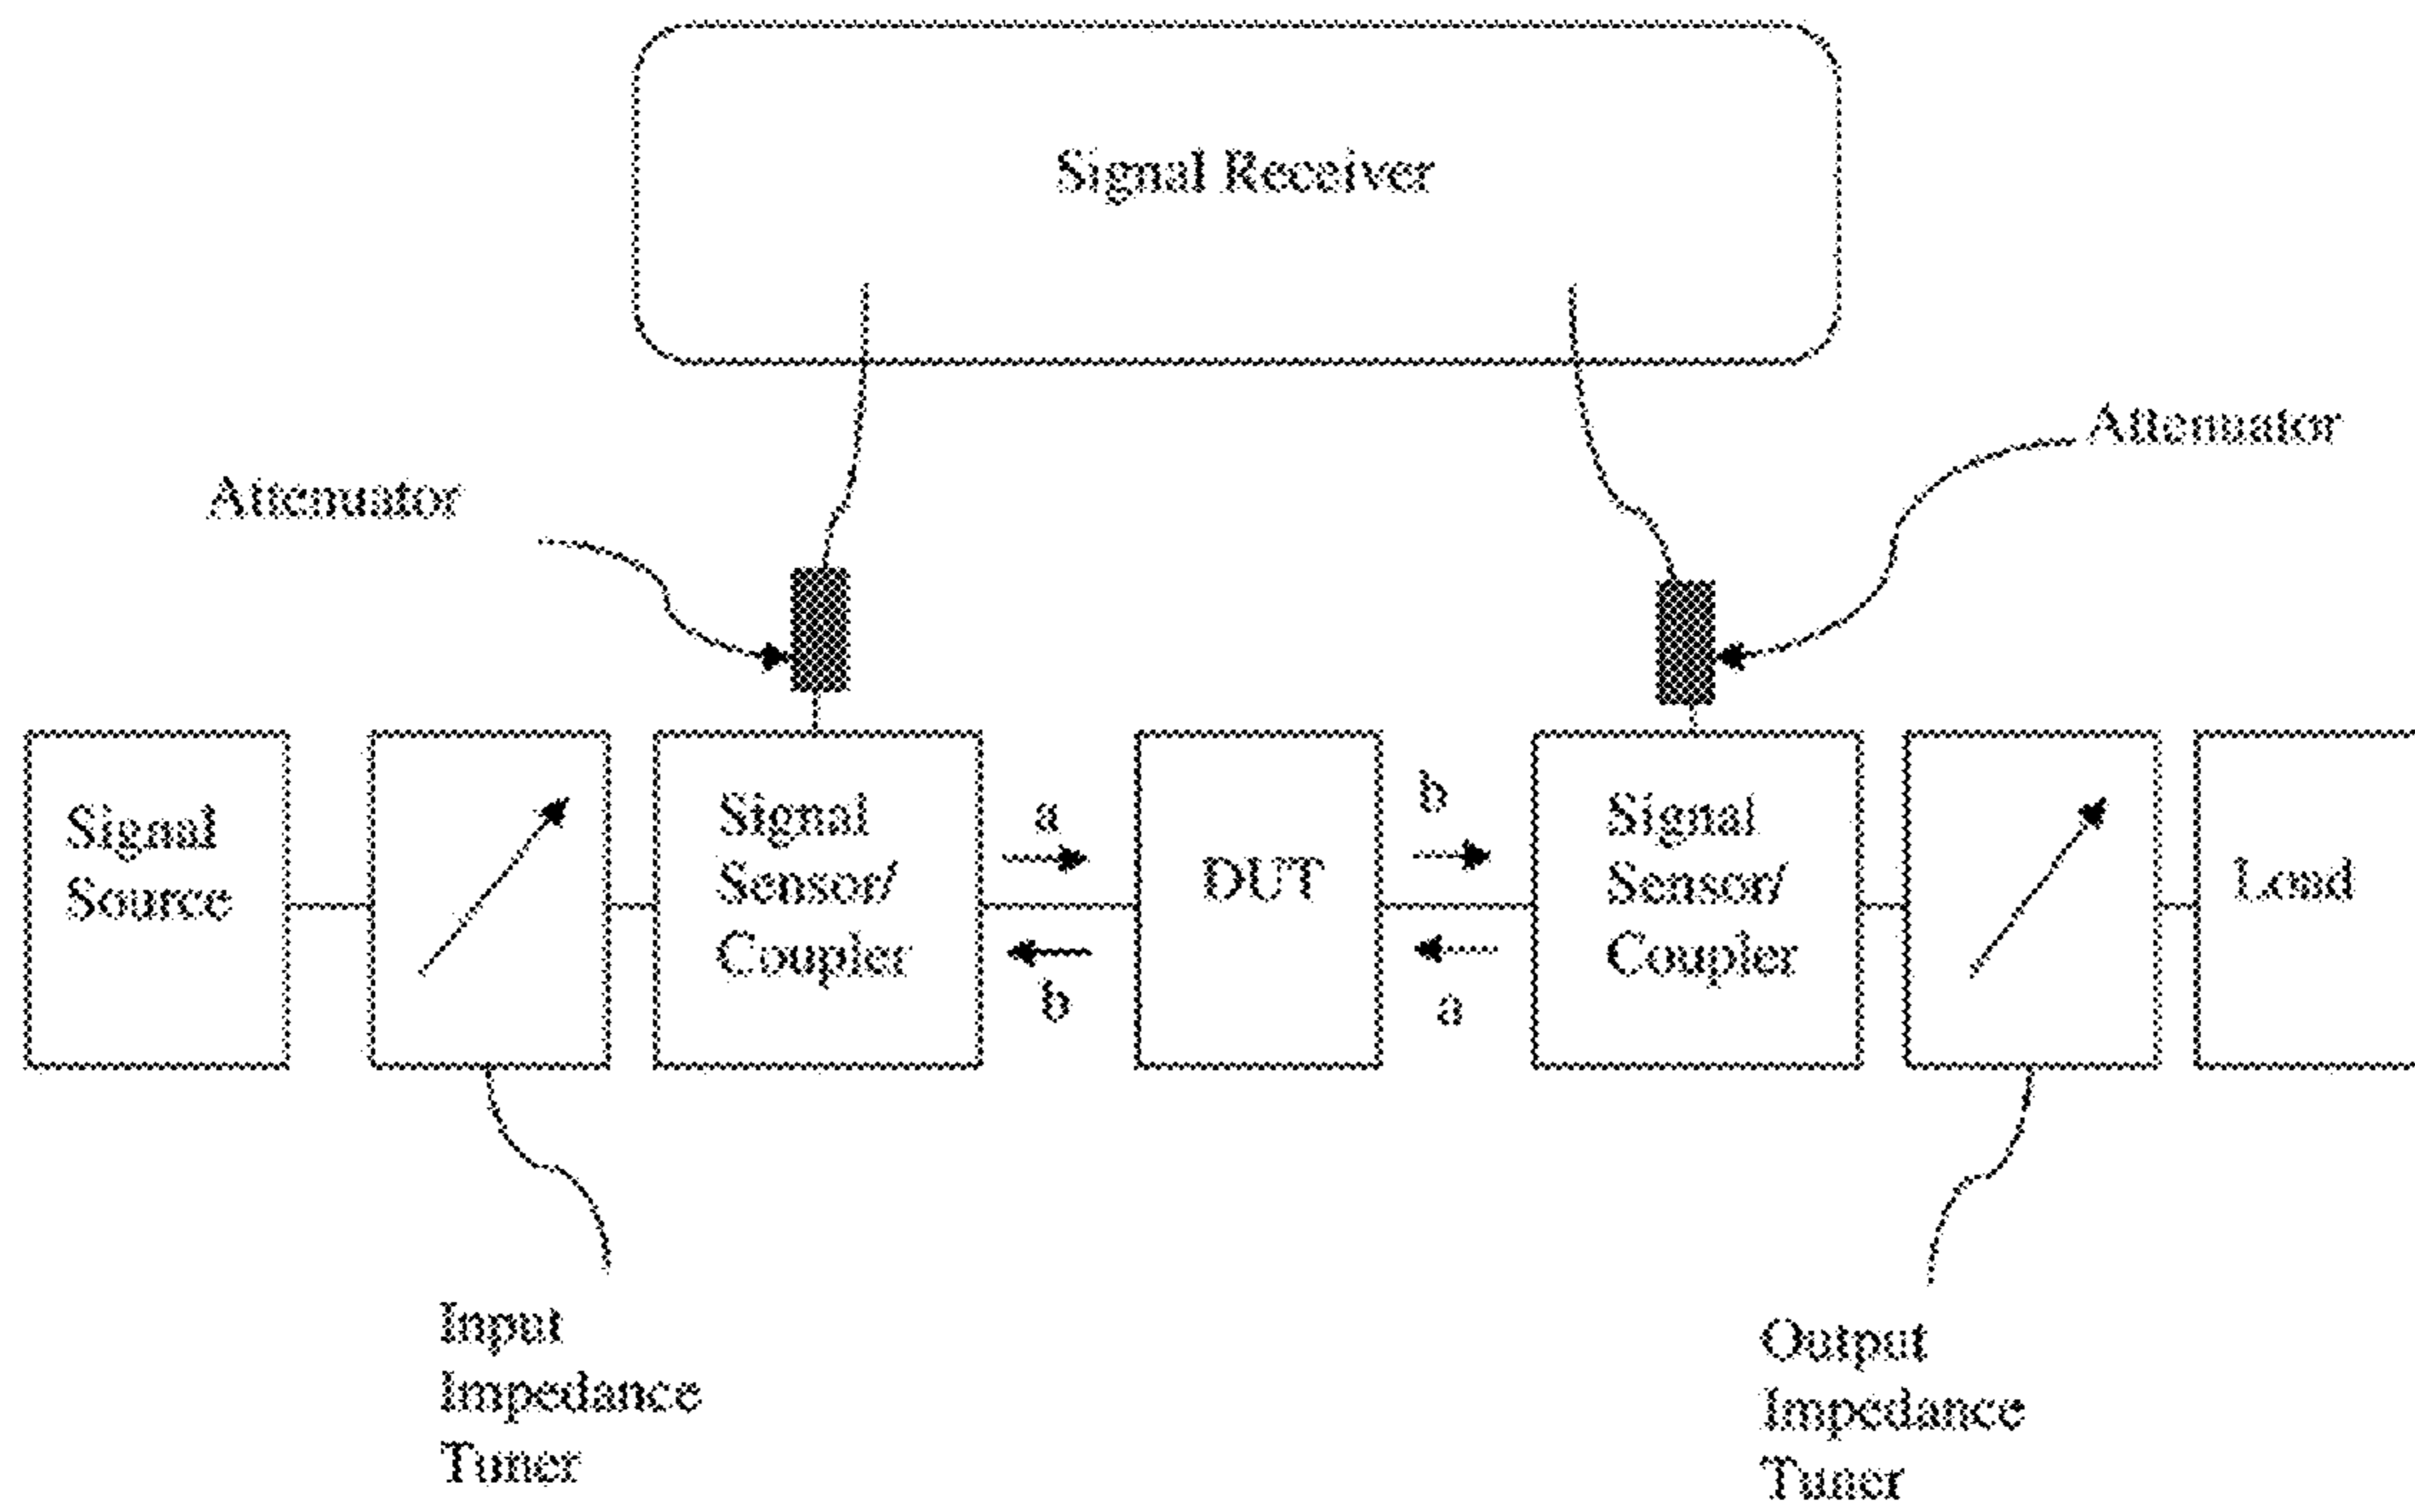 Signal Receiver
Attenuator
Attenuator
Signal
Source
Signal
Sensor/
Coupler
a
b
DUT
b
a
Signal
Sensor/
Coupler
Load
Input
Impedance
Tuner
Output
Impedance
Tuner